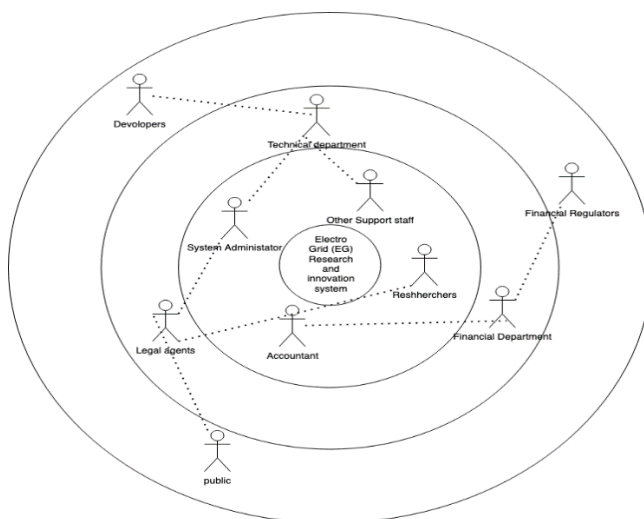 Devolopers
Technical department
Financial Regulators
Other Support staff
System Administator
Electro
Grid (EG)
Research
and
innovation
system
Reshherchers
Legal agents
Accountant
Financial Department
public